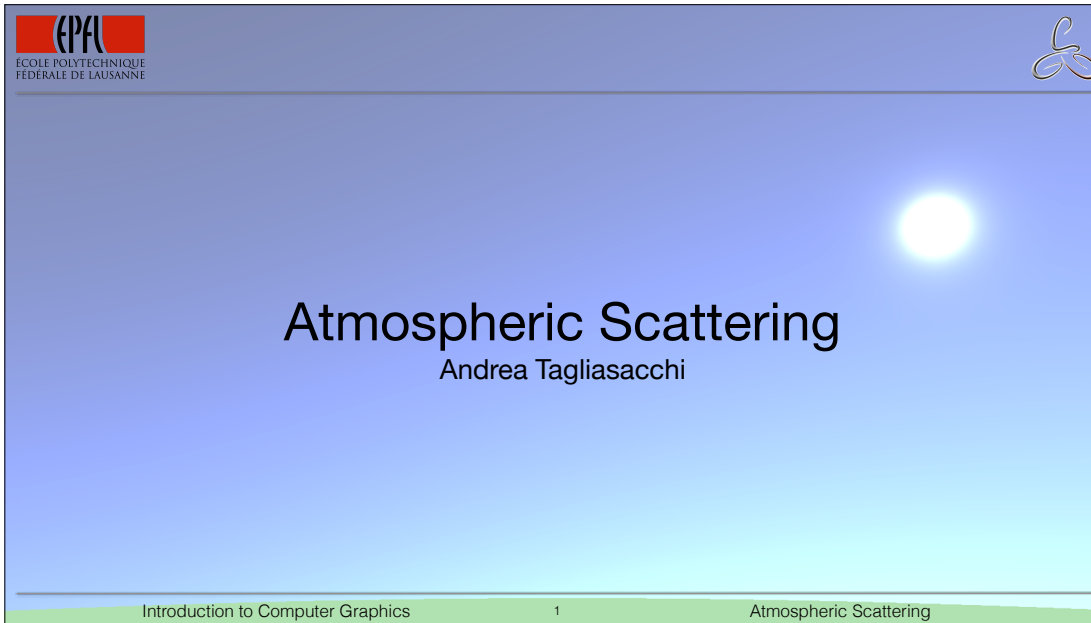 EPFL
ÉCOLE POLYTECHNIQUE
FÉDÉRALE DE LAUSANNE
Atmospheric Scattering
Andrea Tagliasacchi
Introduction to Computer Graphics 1 Atmospheric Scattering